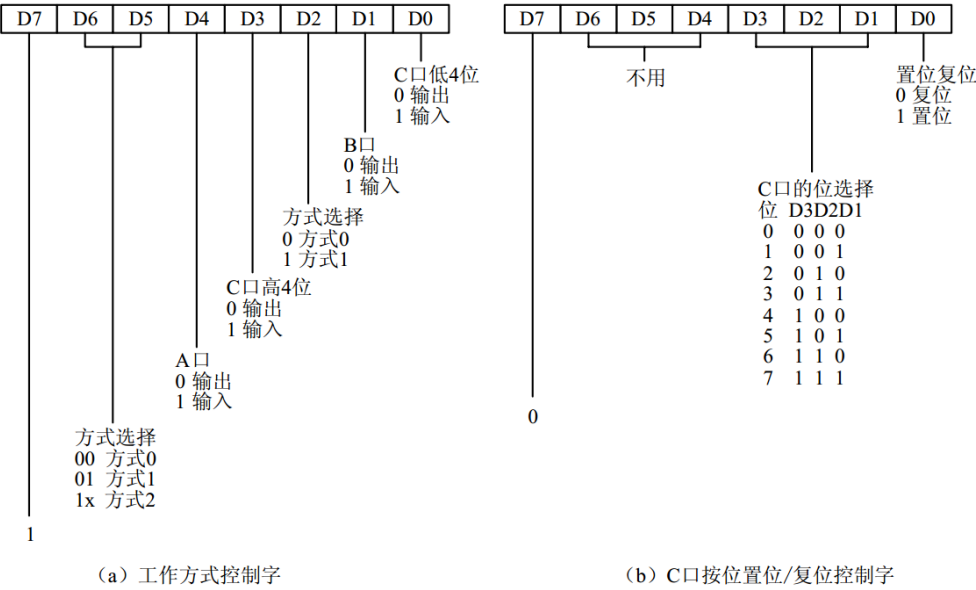 D7 D6 D5 D4 D3 D2 D1 D0
C口低4位
0 输出
1 输入
B口
0 输出
1 输入
方式选择
0 方式0
1 方式1
C口高4位
0 输出
1 输入
A口
0 输出
1 输入
方式选择
00 方式0
01 方式1
1x 方式2
1
(a)工作方式控制字
D7 D6 D5 D4 D3 D2 D1 D0
不用
置位复位
0 复位
1 置位
C口的位选择
位 D3D2D1
0 0 0 0
1 0 0 1
2 0 1 0
3 0 1 1
4 1 0 0
5 1 0 1
6 1 1 0
7 1 1 1
0
(b)C口按位置位/复位控制字